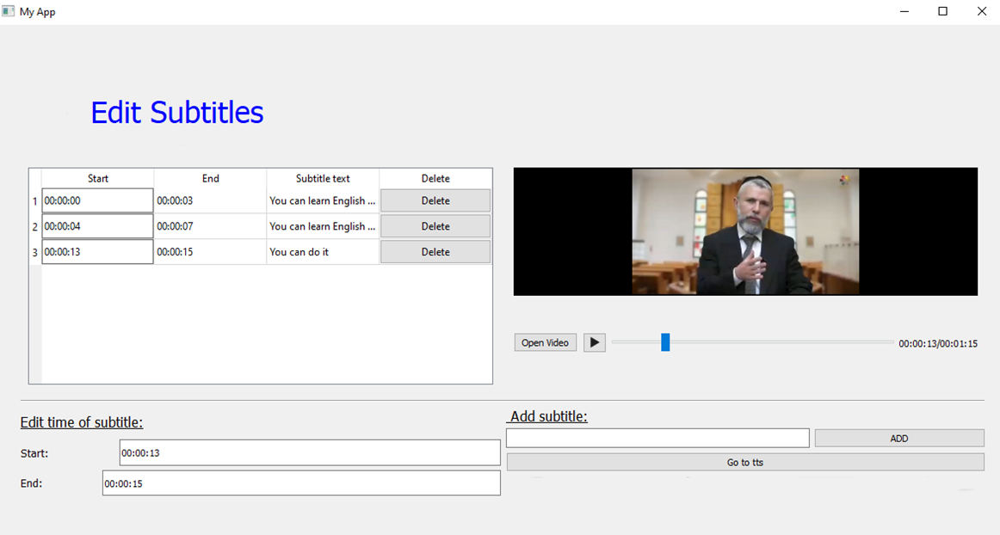 My App
Edit Subtitles
Start End Subtitle text Delete
1 00:00:00 00:00:03 You can learn English ... Delete
2 00:00:04 00:00:07 You can learn English ... Delete
3 00:00:13 00:00:15 You can do it Delete
Open Video 00:00:13/00:01:15
Edit time of subtitle:
Start: 00:00:13
End: 00:00:15
Add subtitle:
ADD
Go to tts